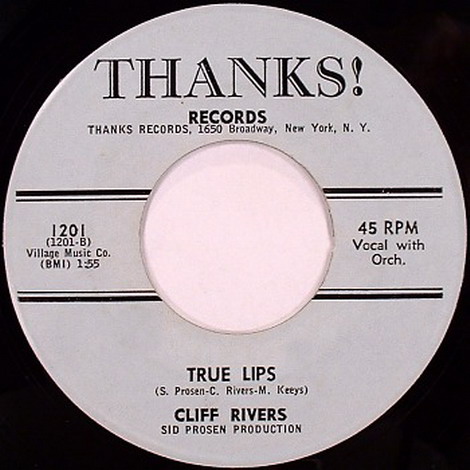 THANKS!
RECORDS
THANKS RECORDS, 1650 Broadway, New York, N. Y.
1201
(1201-B)
Village Music Co.
(BMI) 1:55
45 RPM
Vocal with
Orch.
TRUE LIPS
(S. Prosen-C. Rivers-M. Keeys)
CLIFF RIVERS
SID PROSEN PRODUCTION